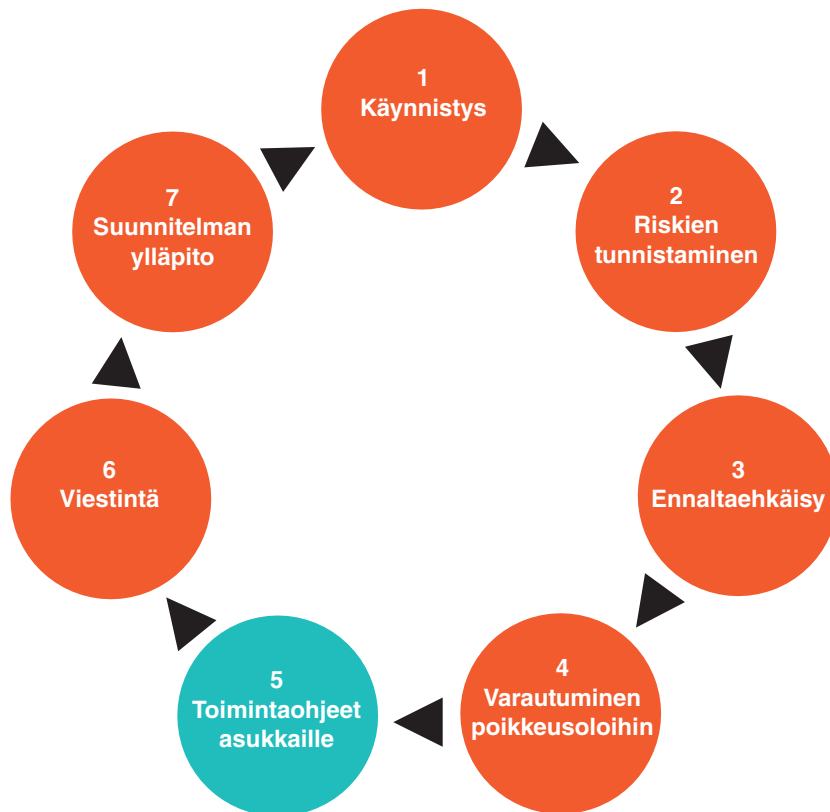 1
Käynnistys
2
Riskien
tunnistaminen
3
Ennaltaehkäisy
4
Varautuminen
poikkeusoloihin
5
Toimintaohjeet
asukkaille
6
Viestintä
7
Suunnitelman
ylläpito